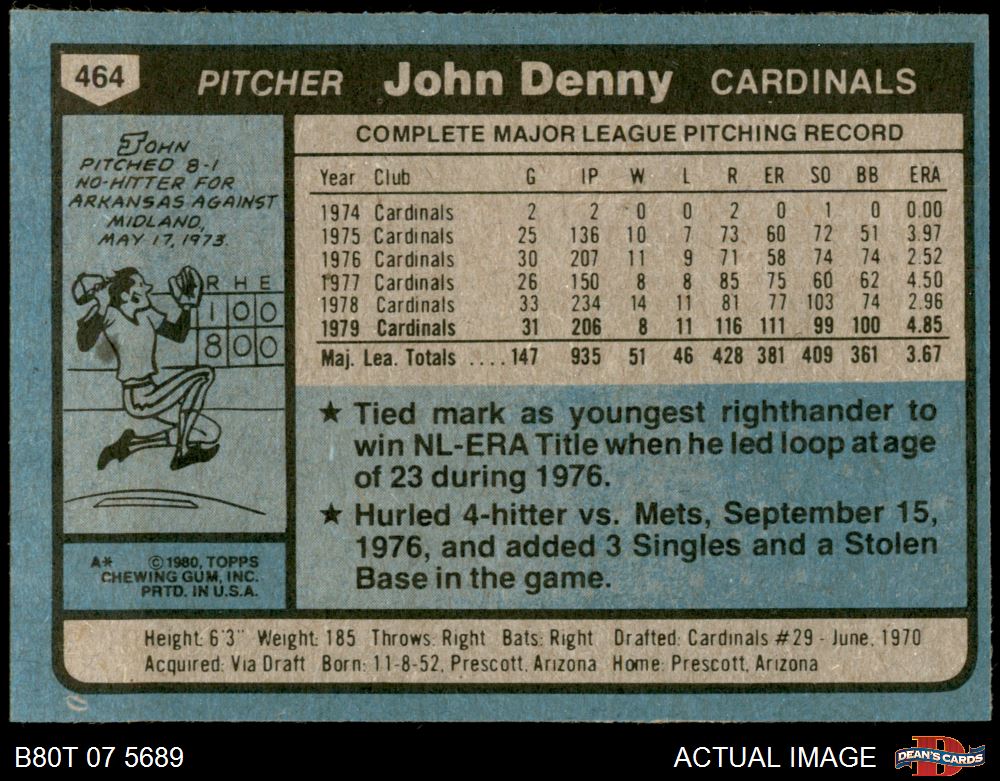 464 PITCHER John Denny CARDINALS
JOHN
PITCHED 8-1
NO-HITTER FOR
ARKANSAS AGAINST
MIDLAND,
MAY 17, 1973.
R H E
1 0 0
8 0 0
A* ©1980, TOPPS
CHEWING GUM, INC.
PRTD. IN U.S.A.
COMPLETE MAJOR LEAGUE PITCHING RECORD
Year Club G IP W L R ER SO BB ERA
1974 Cardinals 2 2 0 0 2 0 1 0 0.00
1975 Cardinals 25 136 10 7 73 60 72 51 3.97
1976 Cardinals 30 207 11 9 71 58 74 74 2.52
1977 Cardinals 26 150 8 8 85 75 60 62 4.50
1978 Cardinals 33 234 14 11 81 77 103 74 2.96
1979 Cardinals 31 206 8 11 116 111 99 100 4.85
Maj. Lea. Totals ....147 935 51 46 428 381 409 361 3.67
★ Tied mark as youngest righthander to
win NL-ERA Title when he led loop at age
of 23 during 1976.
★ Hurled 4-hitter vs. Mets, September 15,
1976, and added 3 Singles and a Stolen
Base in the game.
Height: 6'3" Weight: 185 Throws: Right Bats: Right Drafted: Cardinals #29 - June, 1970
Acquired: Via Draft Born: 11-8-52, Prescott, Arizona Home: Prescott, Arizona
B80T 07 5689 ACTUAL IMAGE D DEAN'S CARDS